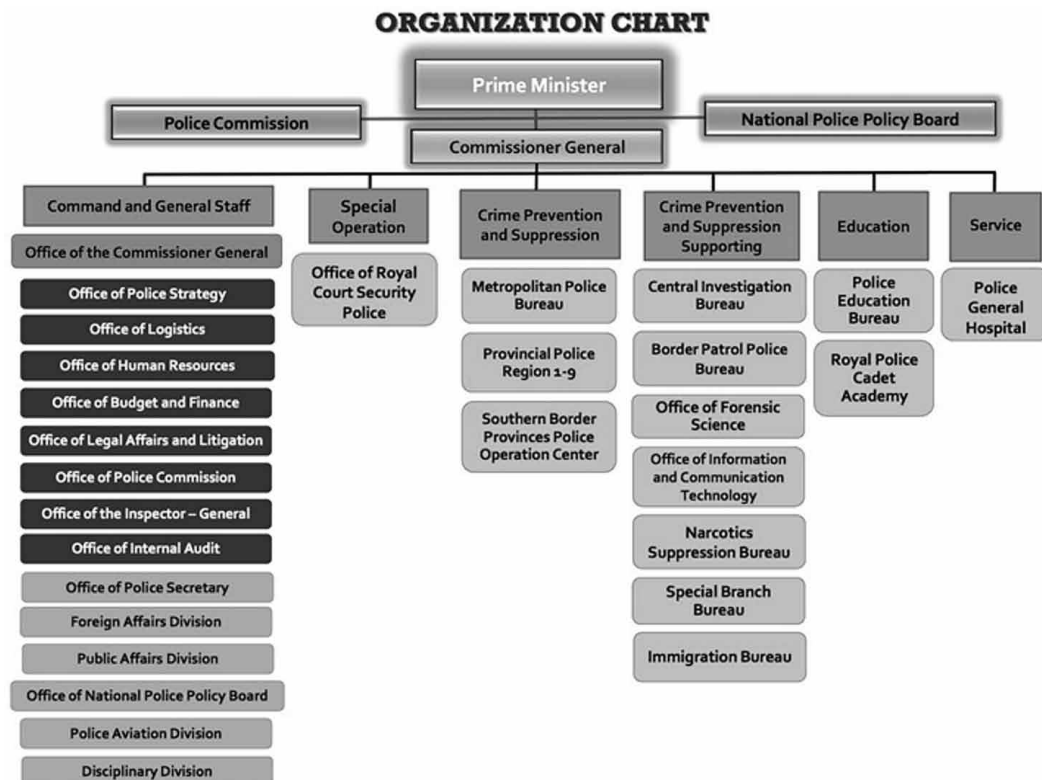 ORGANIZATION CHART
Prime Minister
Police Commission
National Police Policy Board
Commissioner General
Command and General Staff
Office of the Commissioner General
Office of Police Strategy
Office of Logistics
Office of Human Resources
Office of Budget and Finance
Office of Legal Affairs and Litigation
Office of Police Commission
Office of the Inspector – General
Office of Internal Audit
Office of Police Secretary
Foreign Affairs Division
Public Affairs Division
Office of National Police Policy Board
Police Aviation Division
Disciplinary Division
Special
Operation
Office of Royal
Court Security
Police
Crime Prevention
and Suppression
Metropolitan Police
Bureau
Provincial Police
Region 1-9
Southern Border
Provinces Police
Operation Center
Crime Prevention
and Suppression
Supporting
Central Investigation
Bureau
Border Patrol Police
Bureau
Office of Forensic
Science
Office of Information
and Communication
Technology
Narcotics
Suppression Bureau
Special Branch
Bureau
Immigration Bureau
Education
Police
Education
Bureau
Royal Police
Cadet
Academy
Service
Police
General
Hospital